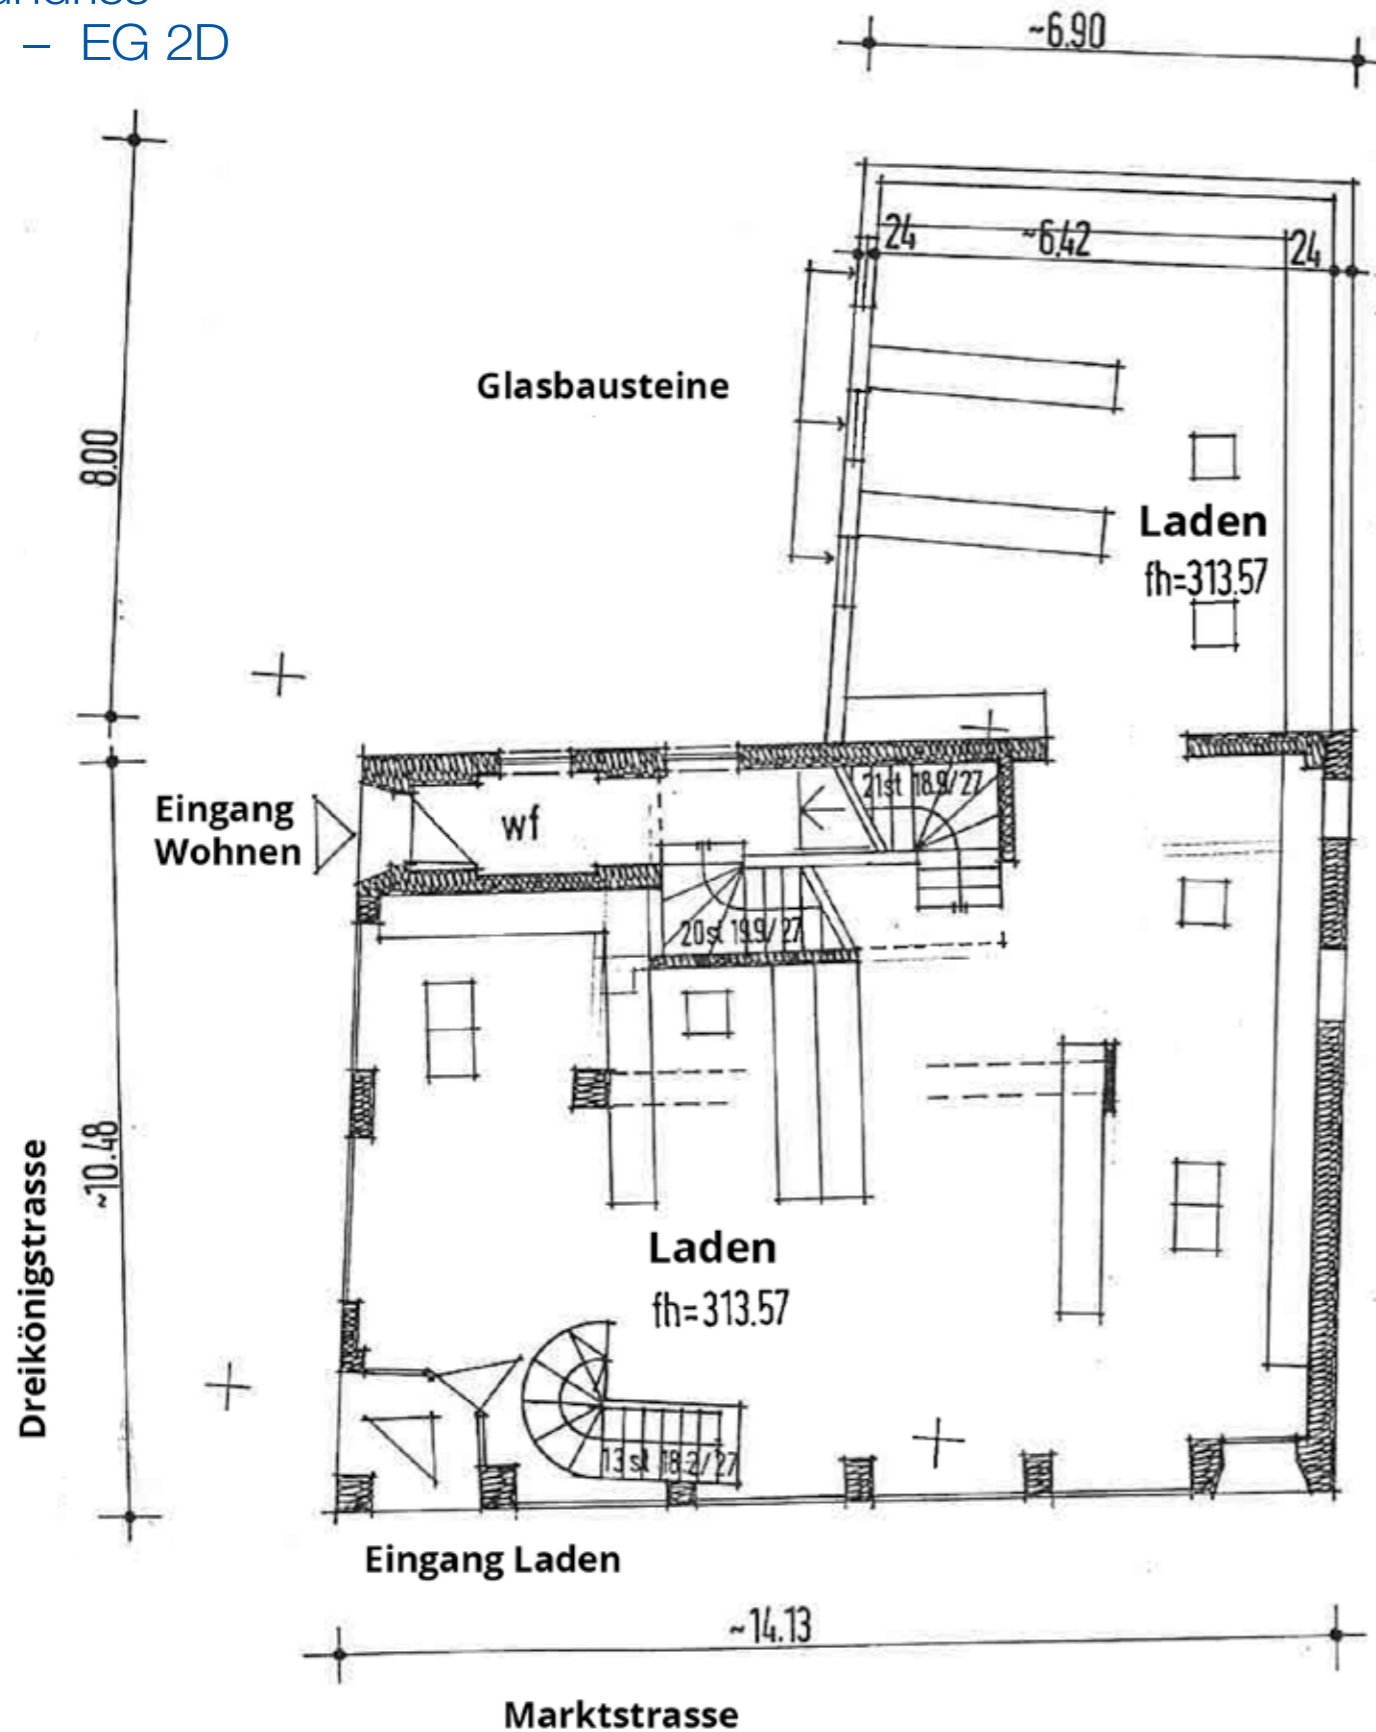 – EG 2D
~6.90
24
~6.42
24
Glasbausteine
8.00
Laden
fh=313.57
Eingang
Wohnen
wf
21st 18.9/27
20st 19.9/27
~10.48
Dreikönigstrasse
Laden
fh=313.57
13st 18.2/27
Eingang Laden
~14.13
Marktstrasse